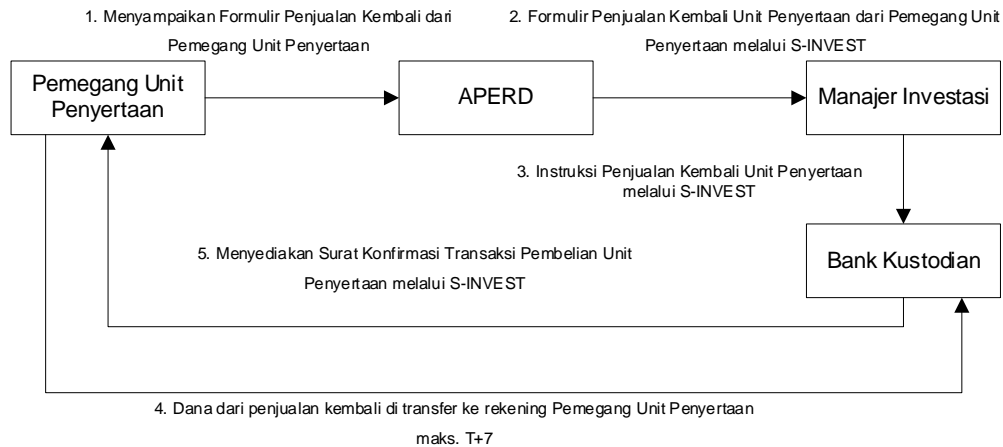 1. Menyampaikan Formulir Penjualan Kembali dari
Pemegang Unit Penyertaan
2. Formulir Penjualan Kembali Unit Penyertaan dari Pemegang Unit
Penyertaan melalui S-INVEST
Pemegang Unit
Penyertaan
APERD
Manajer Investasi
3. Instruksi Penjualan Kembali Unit Penyertaan
melalui S-INVEST
5. Menyediakan Surat Konfirmasi Transaksi Pembelian Unit
Penyertaan melalui S-INVEST
Bank Kustodian
4. Dana dari penjualan kembali di transfer ke rekening Pemegang Unit Penyertaan
maks. T+7